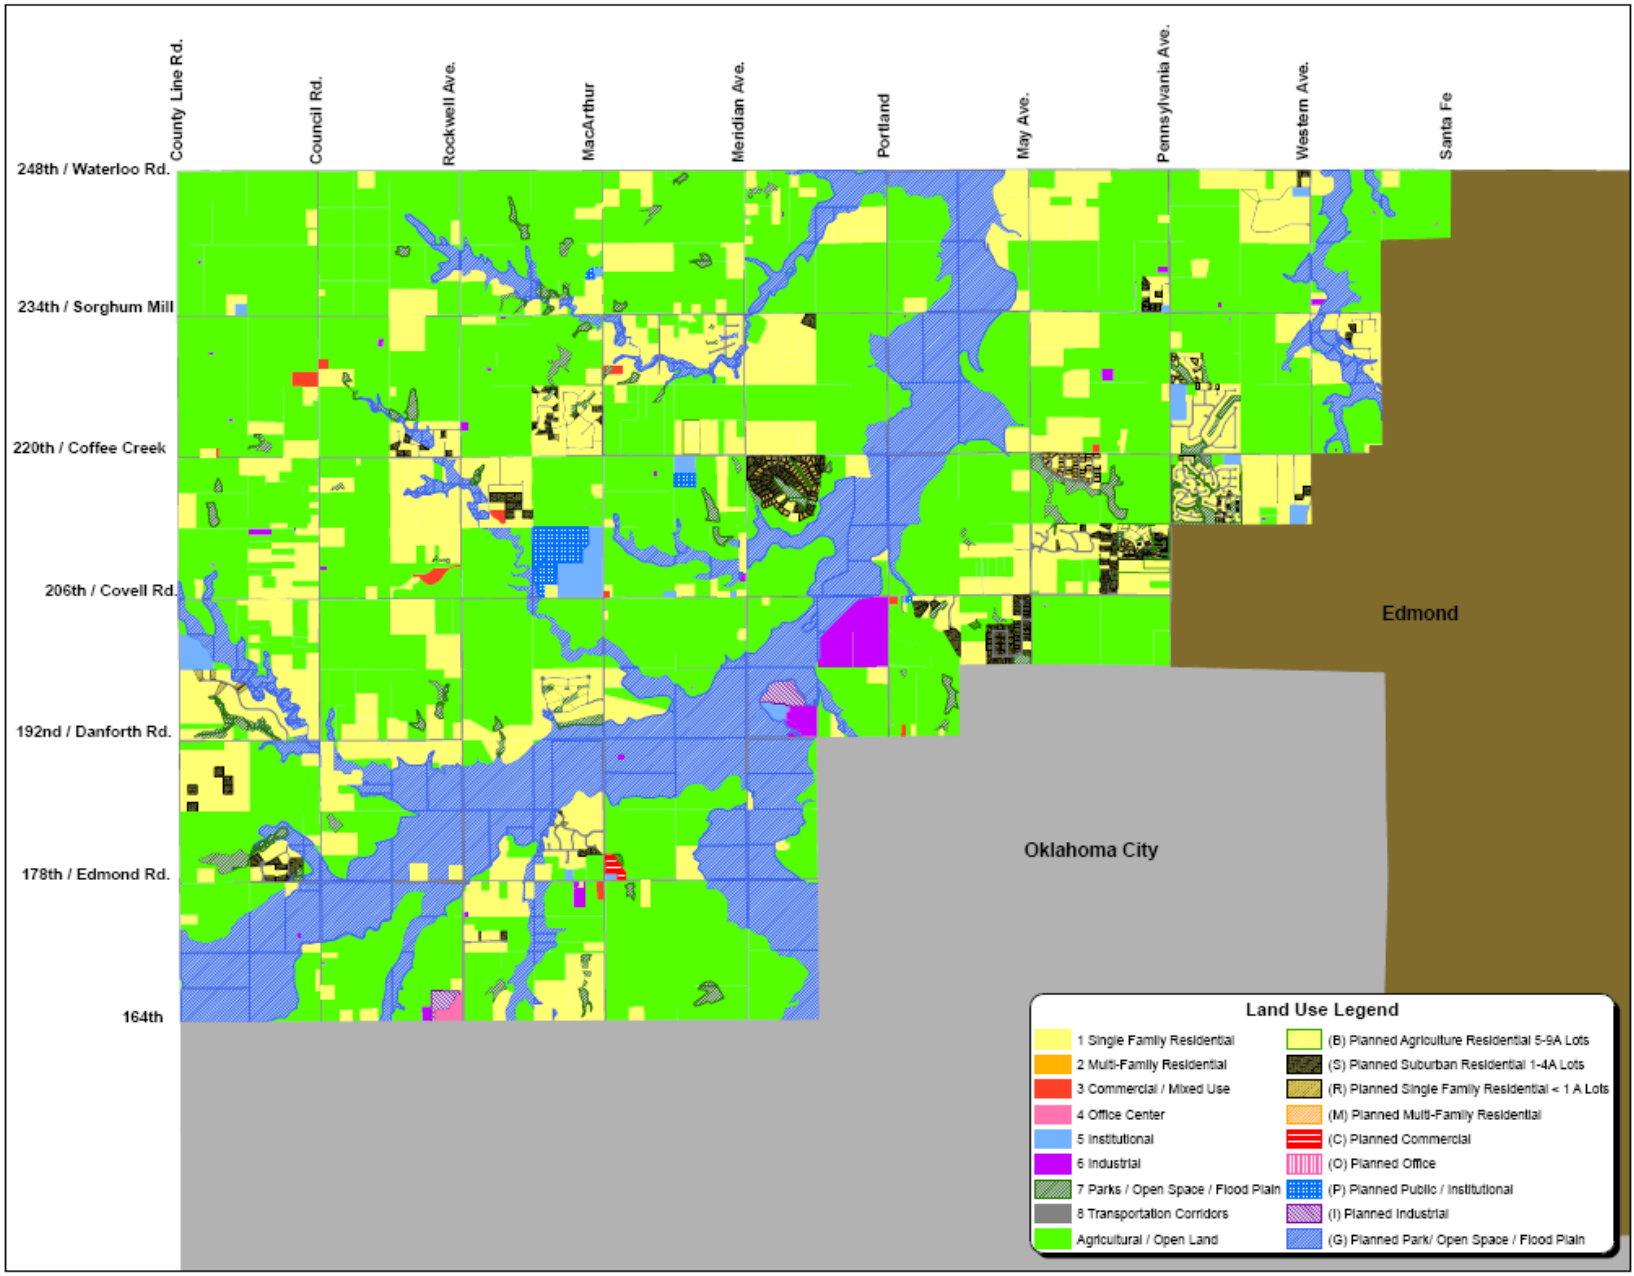 County Line Rd.
Council Rd.
Rockwell Ave.
MacArthur
Meridian Ave.
Portland
May Ave.
Pennsylvania Ave.
Western Ave.
Santa Fe
248th / Waterloo Rd.
234th / Sorghum Mill
220th / Coffee Creek
206th / Covell Rd.
192nd / Danforth Rd.
178th / Edmond Rd.
164th
Edmond
Oklahoma City
Land Use Legend
1 Single Family Residential
2 Multi-Family Residential
3 Commercial / Mixed Use
4 Office Center
5 Institutional
6 Industrial
7 Parks / Open Space / Flood Plain
8 Transportation Corridors
Agricultural / Open Land
(B) Planned Agriculture Residential 5-9A Lots
(S) Planned Suburban Residential 1-4A Lots
(R) Planned Single Family Residential < 1 A Lots
(M) Planned Multi-Family Residential
(C) Planned Commercial
(O) Planned Office
(P) Planned Public / Institutional
(I) Planned Industrial
(G) Planned Park/ Open Space / Flood Plain